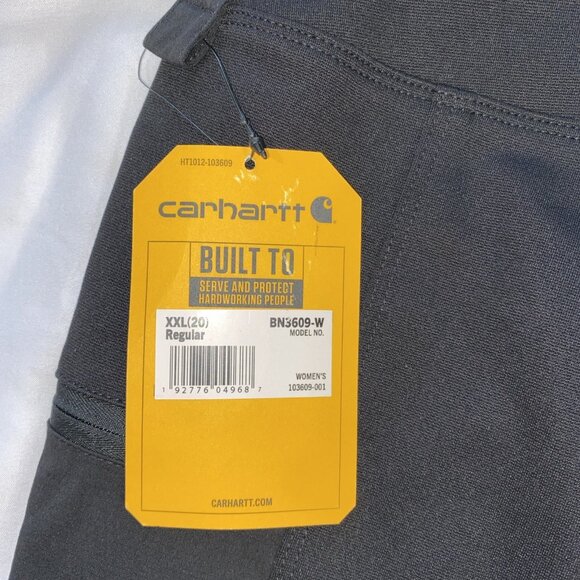 HT1012-103609
carhartt
BUILT TO
SERVE AND PROTECT
HARDWORKING PEOPLE
XXL(20) BN3609-W
Regular MODEL NO.
WOMEN'S
1 92776 04968 7 103609-001
CARHARTT.COM